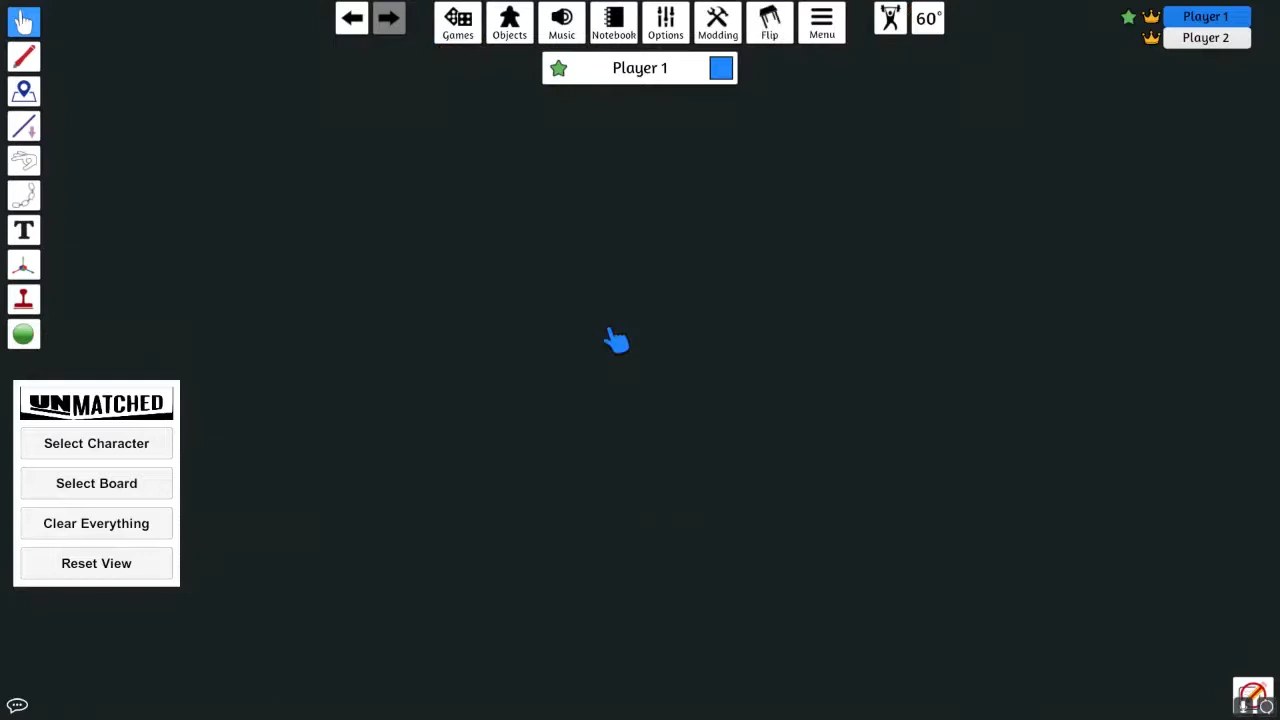 Games
Objects
Music
Notebook
Options
Modding
Flip
Menu
60°
Player 1
Player 2
Player 1
T
UNMATCHED
Select Character
Select Board
Clear Everything
Reset View